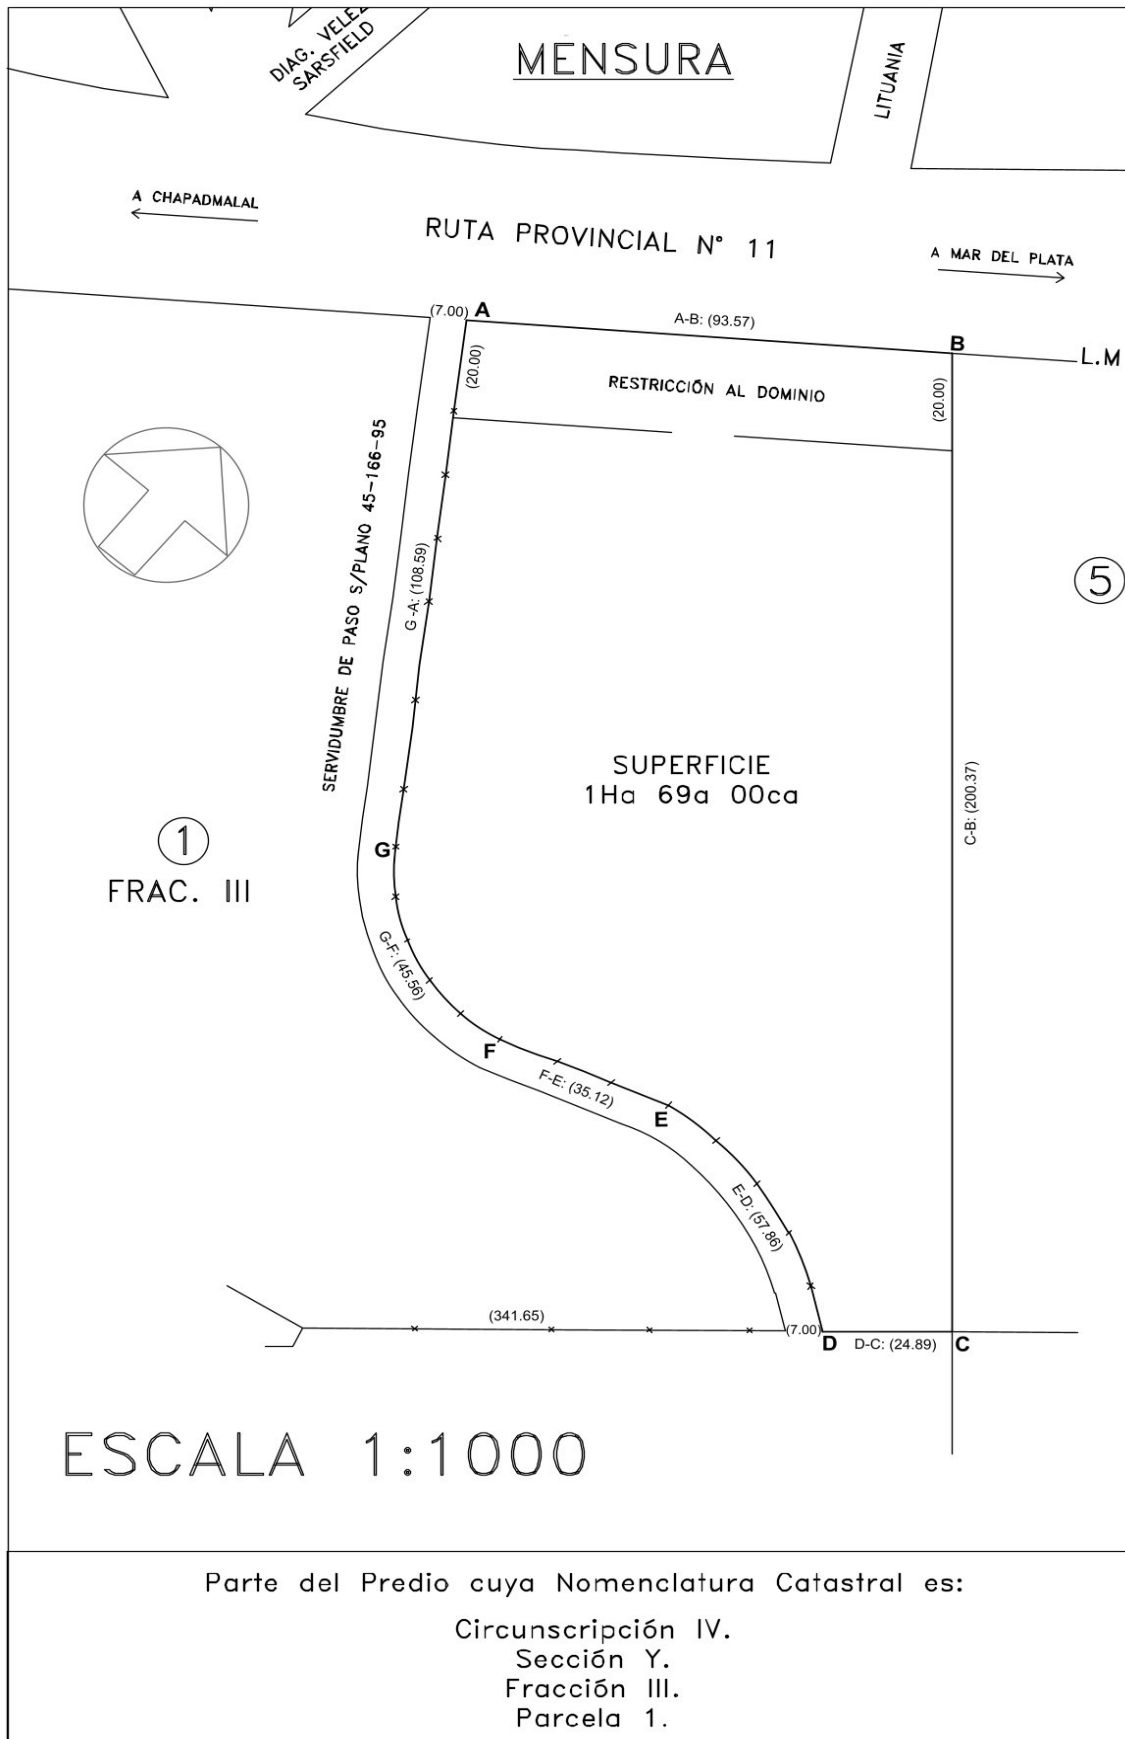 DIAG. VELEZ
SARSFIELD
MENSURA
LITUANIA
A CHAPADMALAL
RUTA PROVINCIAL N° 11
A MAR DEL PLATA
(7.00)
A
A-B: (93.57)
B
L.M
(20.00)
RESTRICCIÓN AL DOMINIO
(20.00)
SERVIDUMBRE DE PASO S/PLANO 45-166-95
G -A: (108.59)
5
SUPERFICIE
1Ha 69a 00ca
C-B: (200.37)
1
FRAC. III
G
G-F: (45.56)
F
F-E: (35.12)
E
E-D: (57.86)
(341.65)
(7.00)
D
D-C: (24.89)
C
ESCALA 1:1000
Parte del Predio cuya Nomenclatura Catastral es:
Circunscripción IV.
Sección Y.
Fracción III.
Parcela 1.